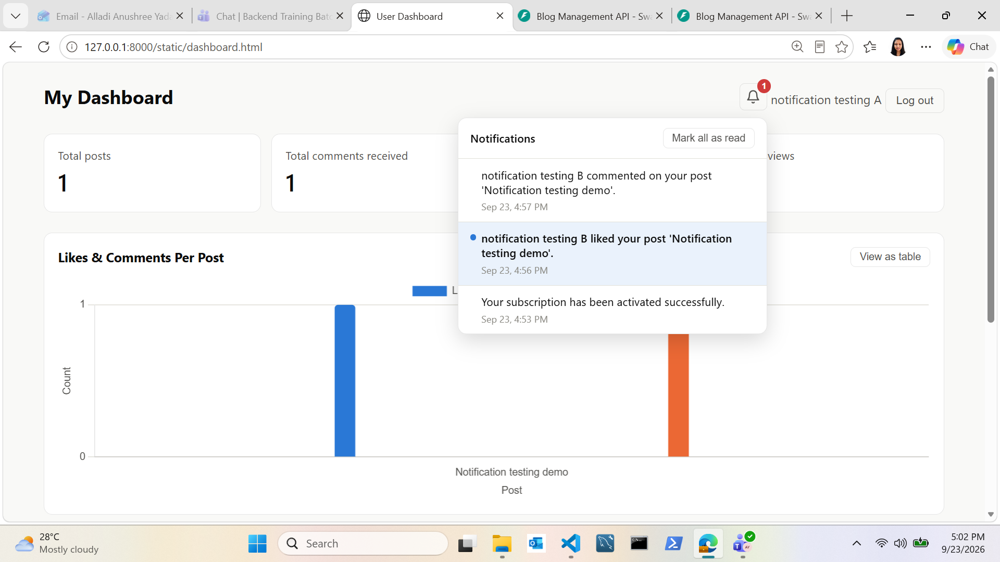 Email - Alladi Anushree Yada
Chat | Backend Training Batc
User Dashboard
Blog Management API - Swa
Blog Management API - Swa
127.0.0.1:8000/static/dashboard.html
Chat
My Dashboard
1
notification testing A
Log out
Total posts
1
Total comments received
1
views
Notifications
Mark all as read
notification testing B commented on your post
'Notification testing demo'.
Sep 23, 4:57 PM
notification testing B liked your post 'Notification
testing demo'.
Sep 23, 4:56 PM
Your subscription has been activated successfully.
Sep 23, 4:53 PM
Likes & Comments Per Post
View as table
L
1
Count
0
Notification testing demo
Post
28°C
Mostly cloudy
Search
AY
5:02 PM
9/23/2026